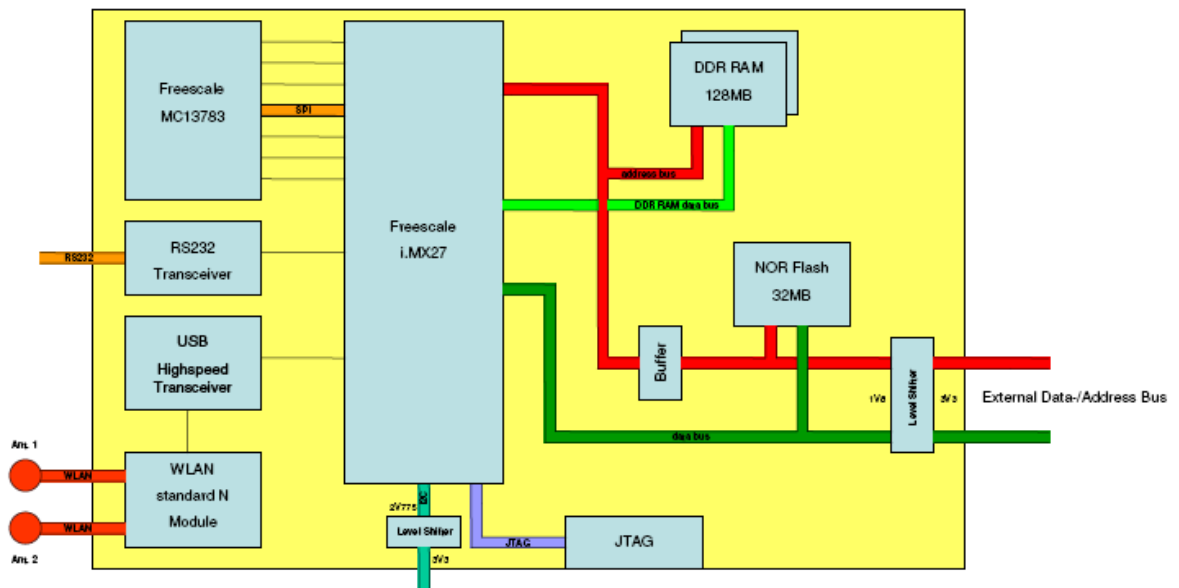 Freescale
MC13783
SPI
DDR RAM
128MB
address bus
DDR RAM data bus
Freescale
i.MX27
RS232
RS232
Transceiver
NOR Flash
32MB
USB
Highspeed
Transceiver
Buffer
1V8
Level Shifter
3V3
External Data-/Address Bus
data bus
Ant. 1
WLAN
WLAN
standard N
Module
WLAN
Ant. 2
I2C
2V775
Level Shifter
3V3
JTAG
JTAG